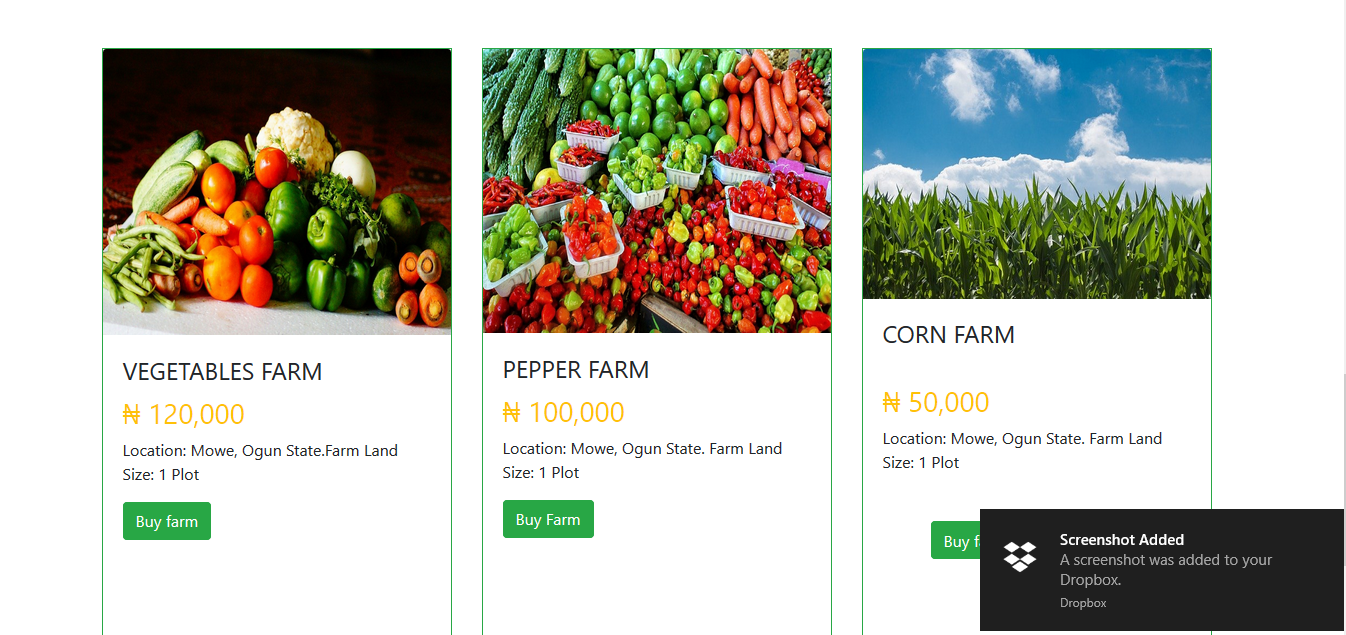 VEGETABLES FARM
₦ 120,000
Location: Mowe, Ogun State.Farm Land
Size: 1 Plot
Buy farm
PEPPER FARM
₦ 100,000
Location: Mowe, Ogun State. Farm Land
Size: 1 Plot
Buy Farm
CORN FARM
₦ 50,000
Location: Mowe, Ogun State. Farm Land
Size: 1 Plot
Buy
Screenshot Added
A screenshot was added to your
Dropbox.
Dropbox